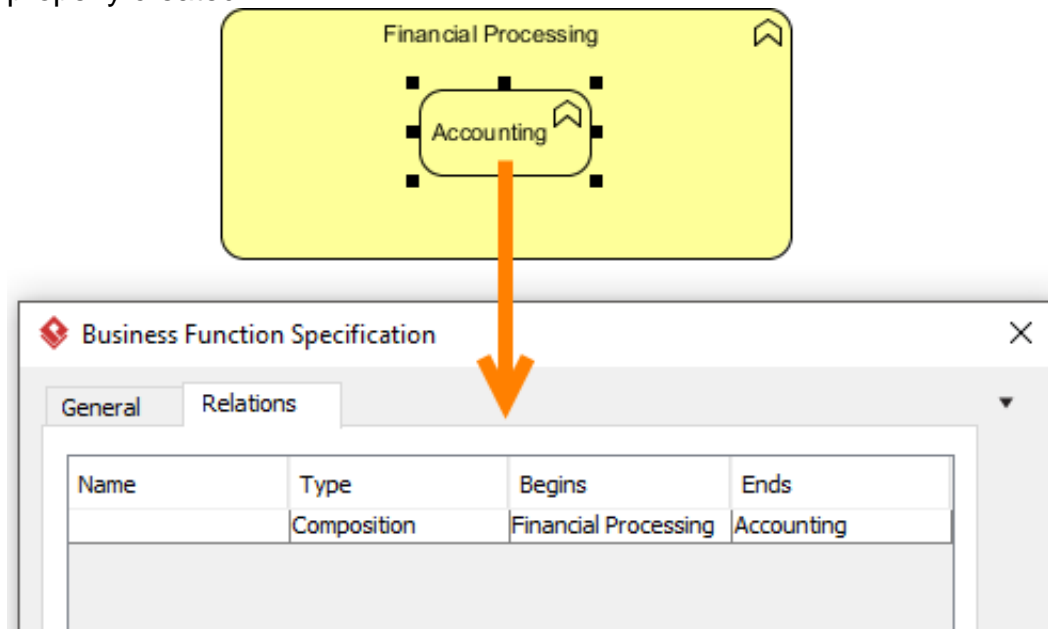 Financial Processing
Accounting
Business Function Specification
General Relations
Name Type Begins Ends
Composition Financial Processing Accounting